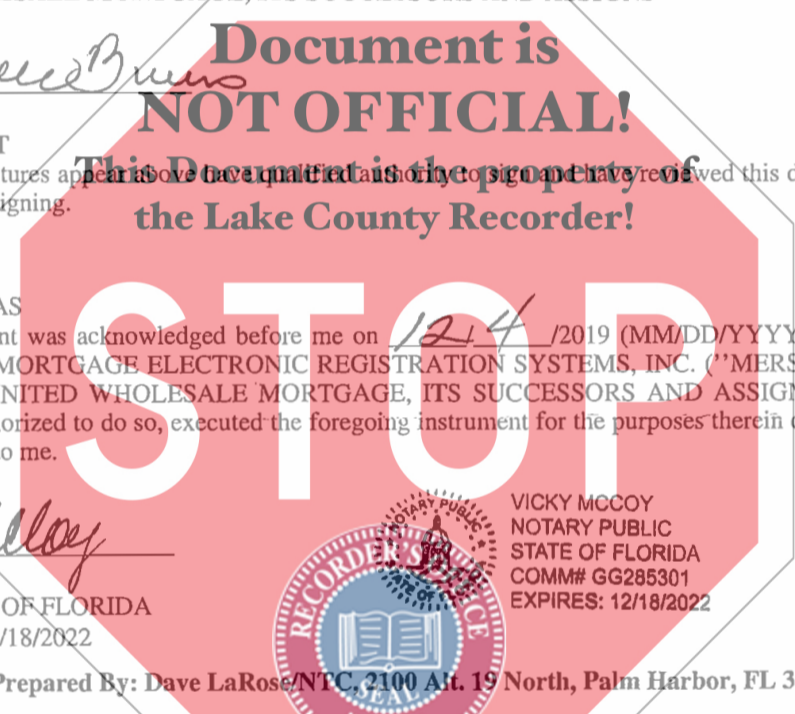 Document is
NOT OFFICIAL!
T
tures appear above have qualified authority to sign and have reviewed this d
This Document is the property of
igning.
the Lake County Recorder!
STOP
AS
nt was acknowledged before me on 12 / 4 /2019 (MM/DD/YYYY
MORTGAGE ELECTRONIC REGISTRATION SYSTEMS, INC. ("MERS
NITED WHOLESALE MORTGAGE, ITS SUCCESSORS AND ASSIGN
orized to do so, executed the foregoing instrument for the purposes therein c
to me.
NOTARY PUBLIC
VICKY MCCOY
NOTARY PUBLIC
STATE OF FLORIDA
COMM# GG285301
EXPIRES: 12/18/2022
OF FLORIDA
/18/2022
RECORDER'S OFFICE
SEAL
Prepared By: Dave LaRose/NTC, 2100 Alt. 19 North, Palm Harbor, FL 3